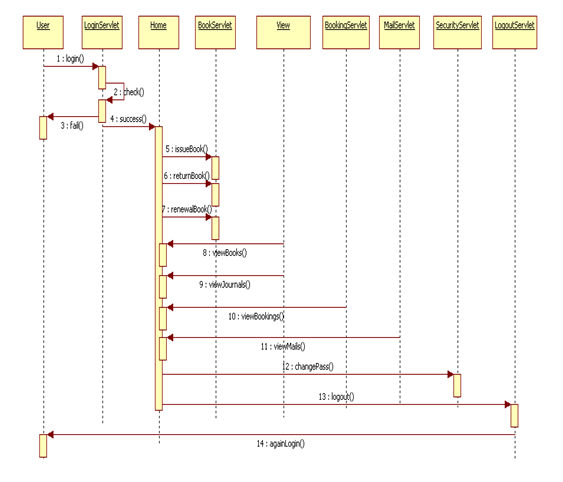 User LoginServlet Home BookServlet View BookingServlet MailServlet SecurityServlet LogoutServlet
1 : login()
2 : check()
3 : fail()
4 : success()
5 : issueBook()
6 : returnBook()
7 : renewalBook()
8 : viewBooks()
9 : viewJournals()
10 : viewBookings()
11 : viewMails()
12 : changePass()
13 : logout()
14 : againLogin()